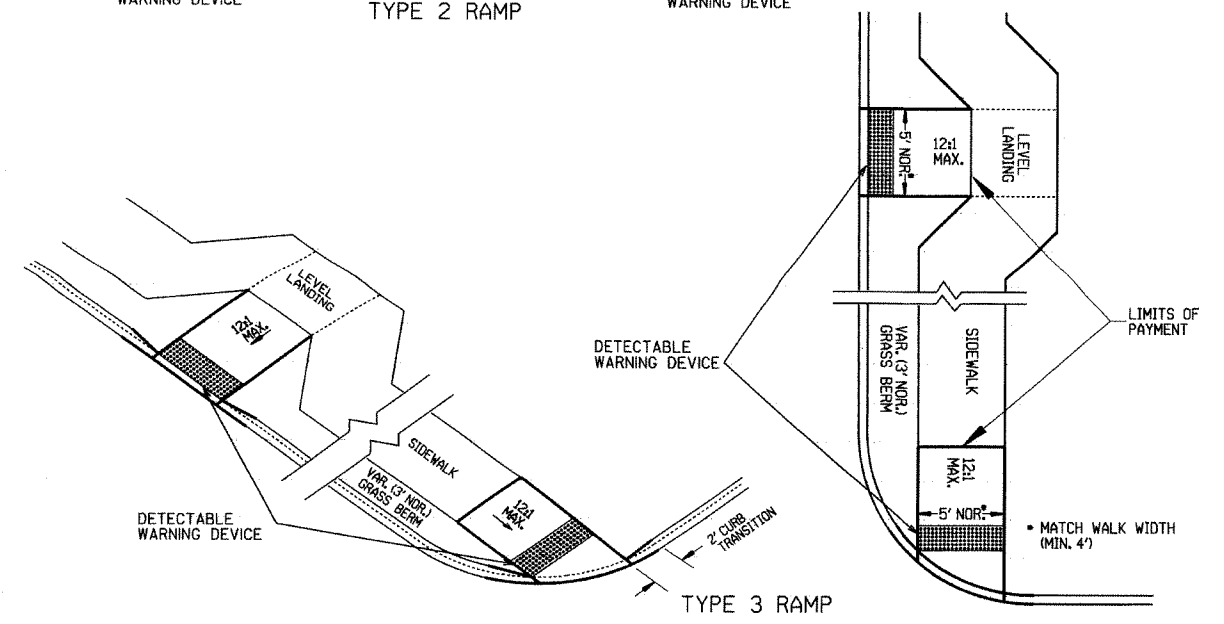 WARNING DEVICE
TYPE 2 RAMP
WARNING DEVICE
5' NOR.*
12:1
MAX.
LEVEL
LANDING
LEVEL
LANDING
12:1
MAX.
LIMITS OF
PAYMENT
DETECTABLE
WARNING DEVICE
VAR. (3' NOR.)
GRASS BERM
SIDEWALK
SIDEWALK
VAR. (3' NOR.)
GRASS BERM
12:1
MAX.
12:1
MAX.
5' NOR.*
DETECTABLE
WARNING DEVICE
2' CURB
TRANSITION
* MATCH WALK WIDTH
(MIN. 4')
TYPE 3 RAMP